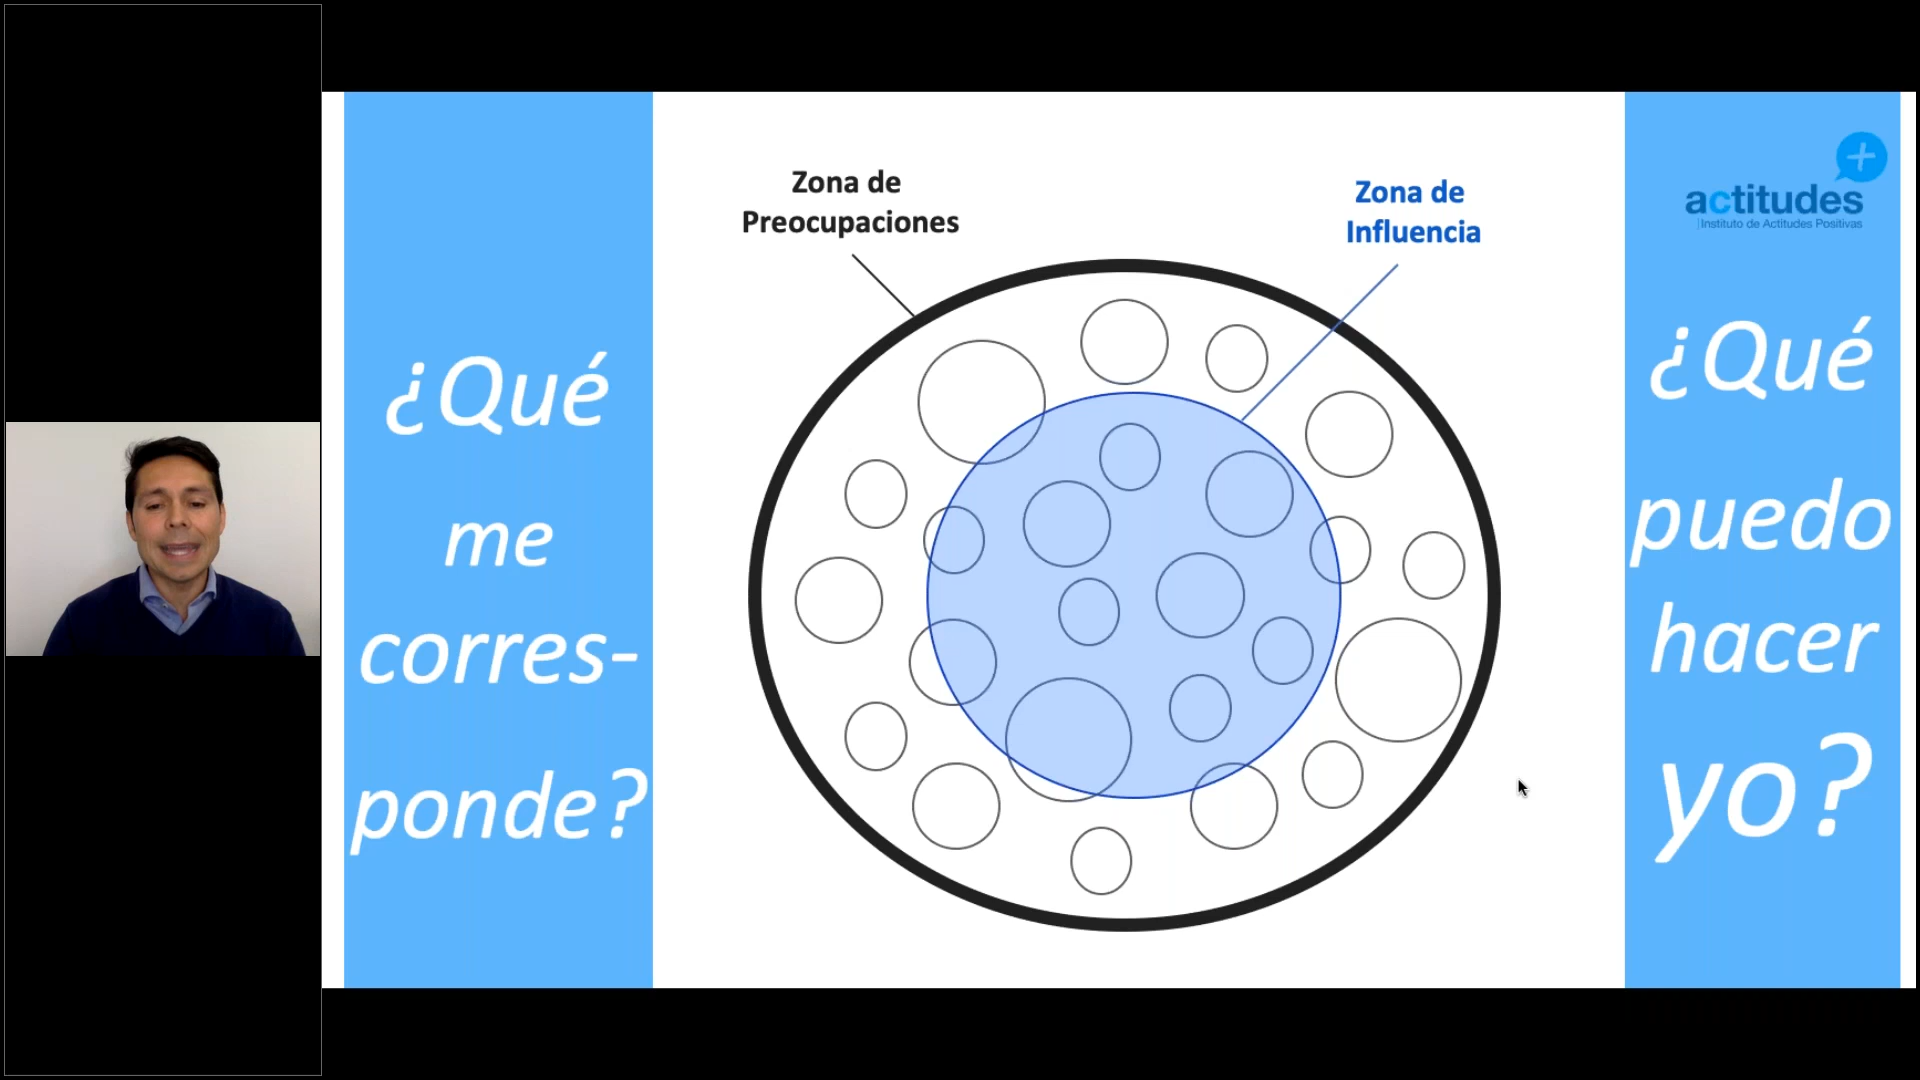 ¿Qué
me
corres-
ponde?
Zona de
Preocupaciones
Zona de
Influencia
actitudes
Instituto de Actitudes Positivas
¿Qué
puedo
hacer
yo?